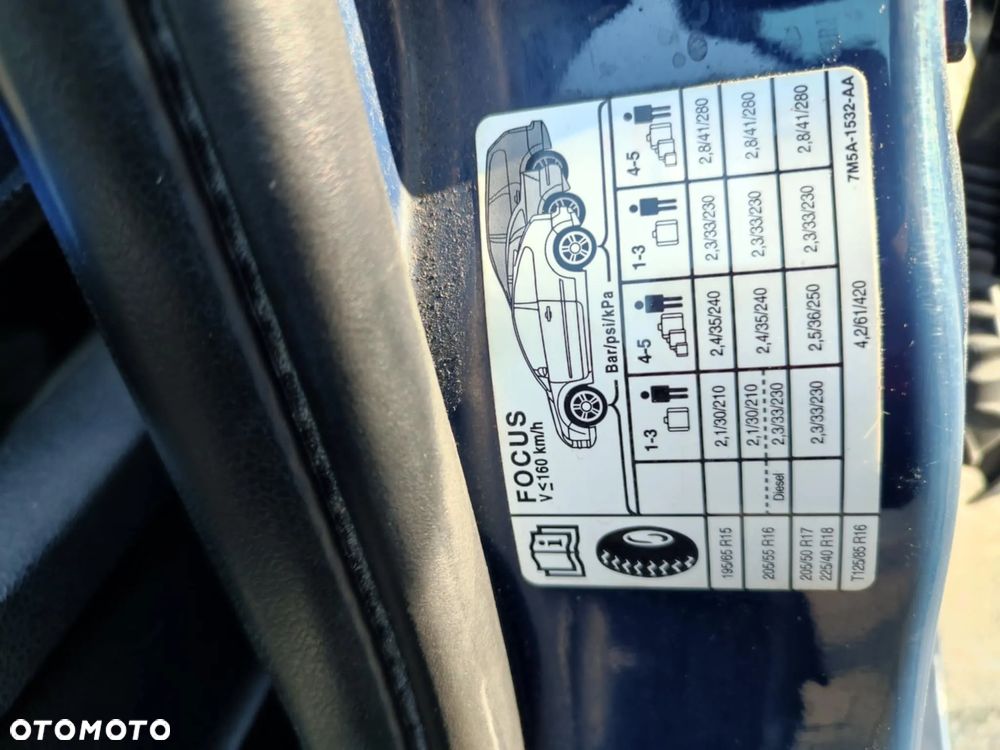 FOCUS
V≤160 km/h
Bar/psi/kPa
1-3 4-5 1-3 4-5
195/65 R15 2,1/30/210 2,4/35/240 2,3/33/230 2,8/41/280
205/55 R16 2,1/30/210 2,4/35/240 2,3/33/230 2,8/41/280
Diesel 2,3/33/230
205/50 R17 2,3/33/230 2,5/36/250 2,3/33/230 2,8/41/280
225/40 R18
T125/85 R16 4,2/61/420
7M5A-1532-AA
OTOMOTO